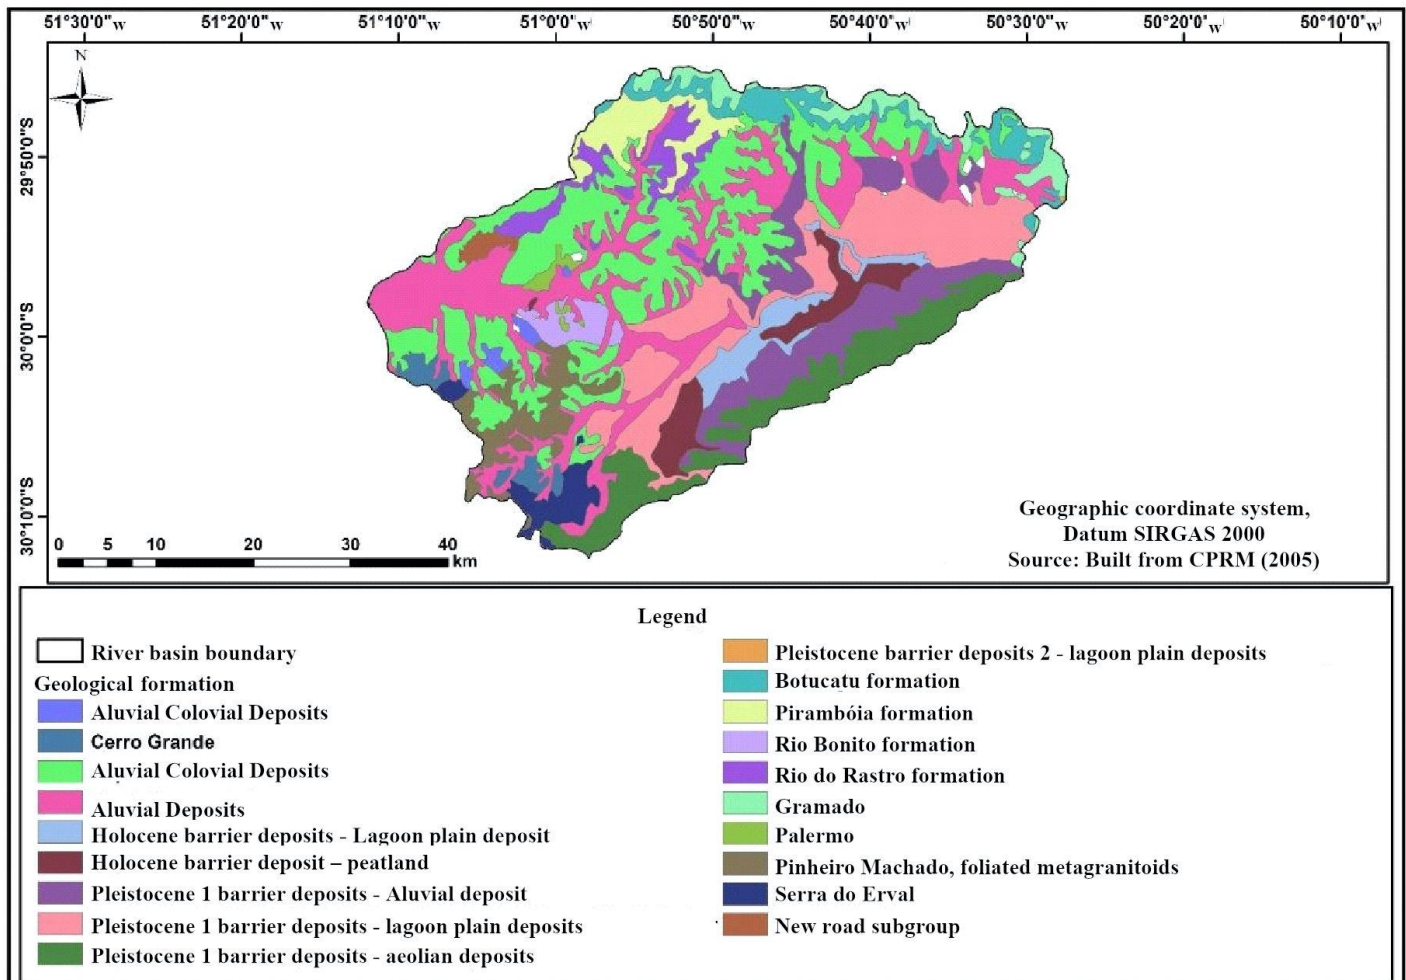 51°30'0"w 51°20'0"w 51°10'0"w 51°0'0"w 50°50'0"w 50°40'0"w 50°30'0"w 50°20'0"w 50°10'0"w
N
29°50'0"S
30°0'0"S
30°10'0"S
0 5 10 20 30 40
km
Geographic coordinate system,
Datum SIRGAS 2000
Source: Built from CPRM (2005)
Legend
River basin boundary
Geological formation
Aluvial Colovial Deposits
Cerro Grande
Aluvial Colovial Deposits
Aluvial Deposits
Holocene barrier deposits - Lagoon plain deposit
Holocene barrier deposit – peatland
Pleistocene 1 barrier deposits - Aluvial deposit
Pleistocene 1 barrier deposits - lagoon plain deposits
Pleistocene 1 barrier deposits - aeolian deposits
Pleistocene barrier deposits 2 - lagoon plain deposits
Botucatu formation
Pirambóia formation
Rio Bonito formation
Rio do Rastro formation
Gramado
Palermo
Pinheiro Machado, foliated metagranitoids
Serra do Erval
New road subgroup